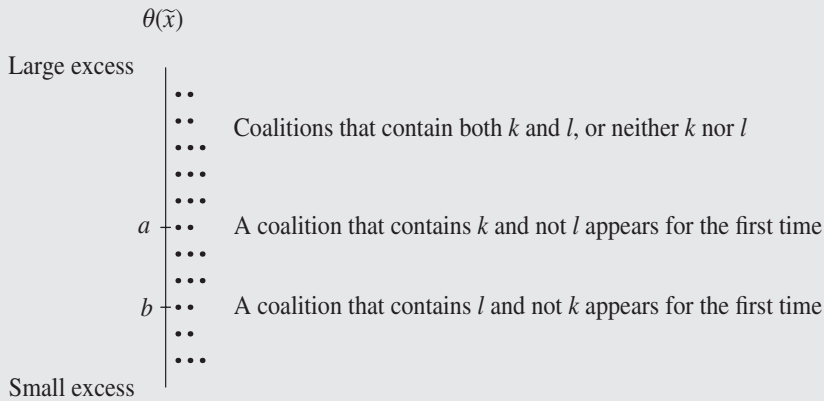 θ(x̃)
Large excess
Coalitions that contain both k and l, or neither k nor l
a
A coalition that contains k and not l appears for the first time
b
A coalition that contains l and not k appears for the first time
Small excess